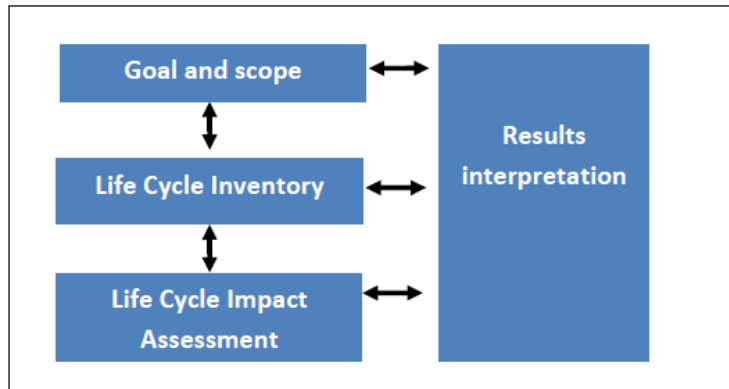 Goal and scope
Life Cycle Inventory
Life Cycle Impact
Assessment
Results
interpretation